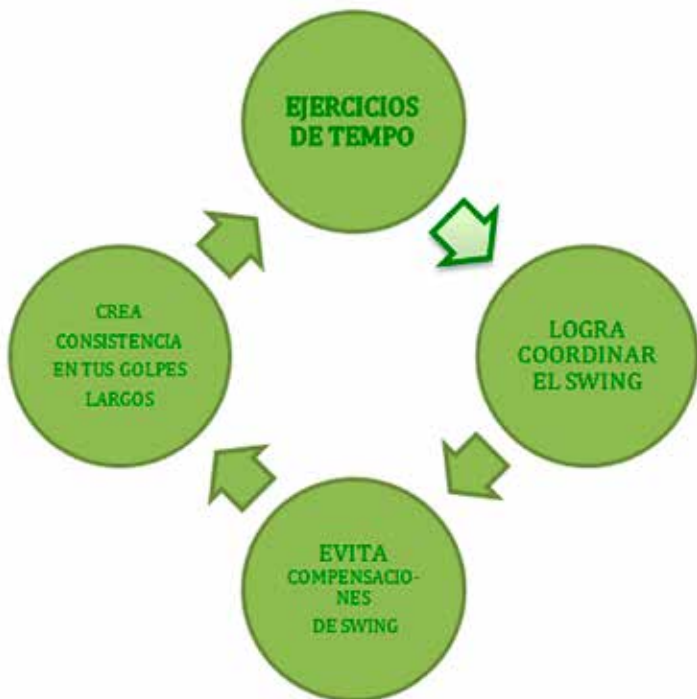 EJERCICIOS
DE TEMPO
LOGRA
COORDINAR
EL SWING
EVITA
COMPENSACIO-
NES
DE SWING
CREA
CONSISTENCIA
EN TUS GOLPES
LARGOS